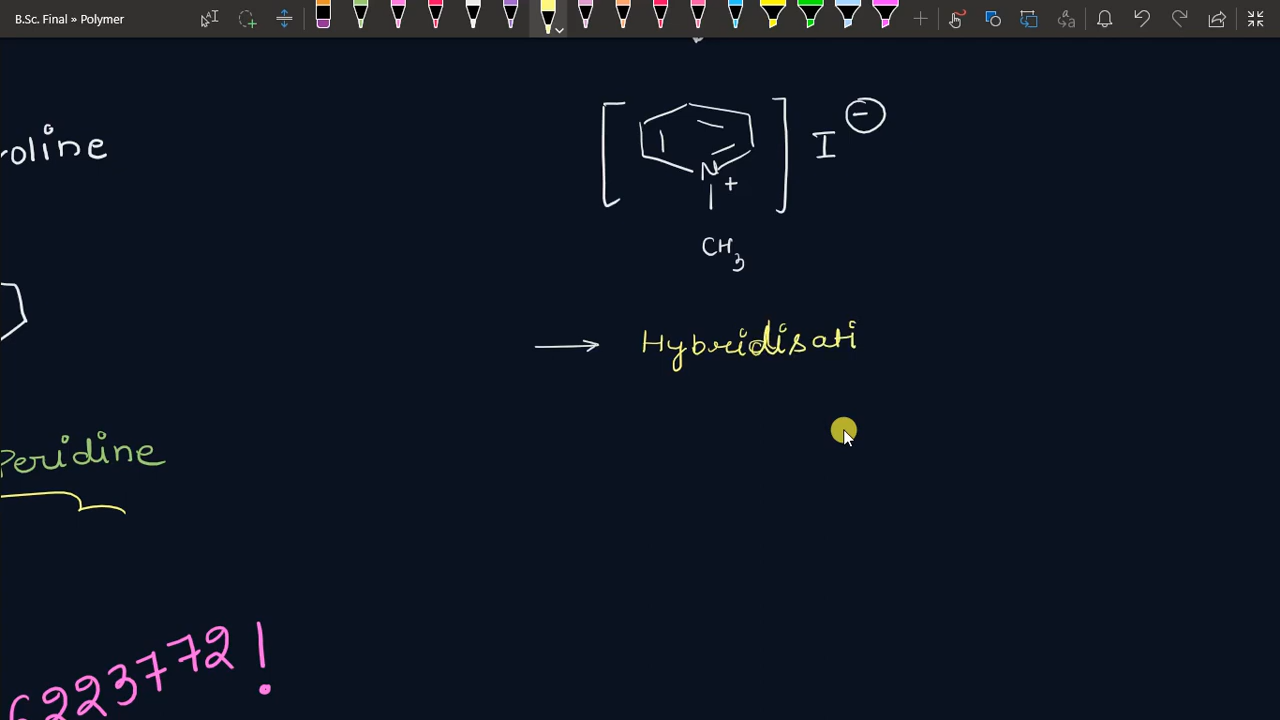 B.Sc. Final » Polymer
roline
N
+
I
−
CH3
→ Hybridisati
Peridine
6223772!